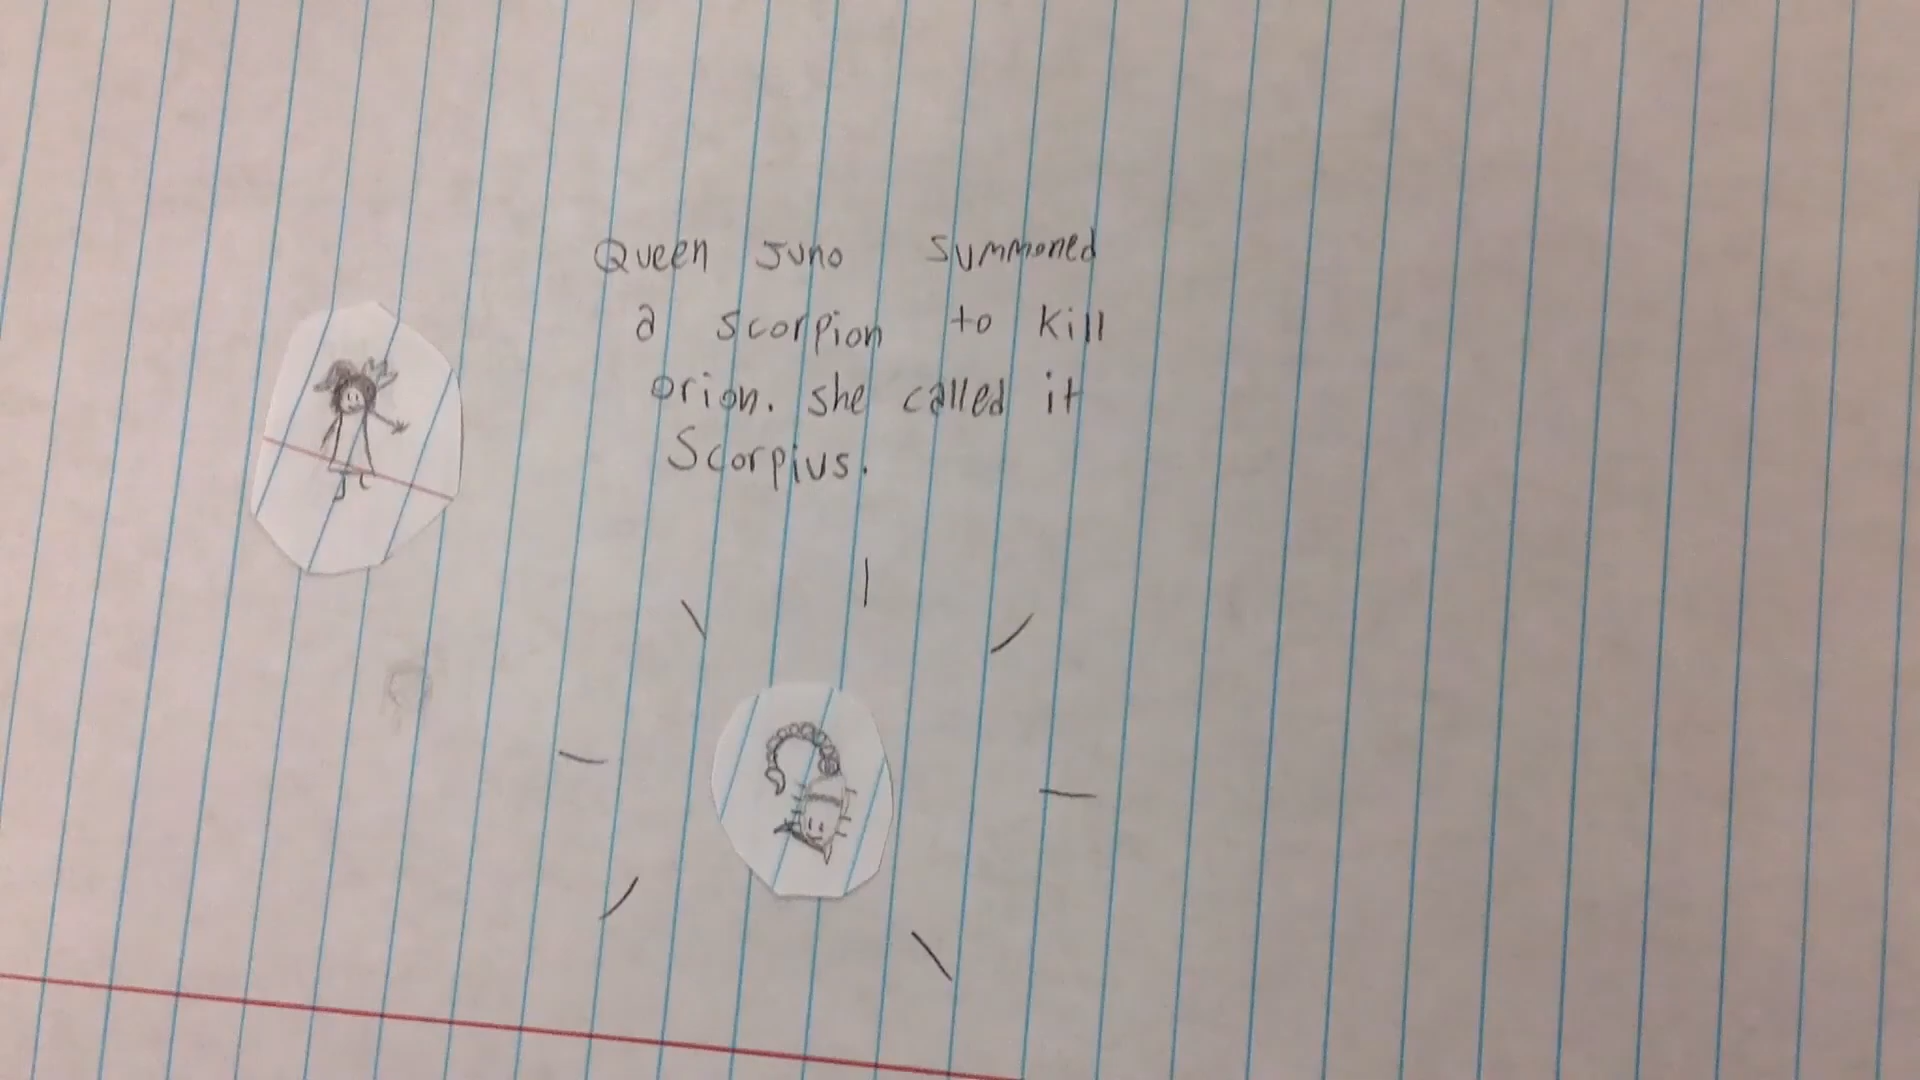 Queen Juno summoned
a scorpion to kill
orion. she called it
Scorpius.